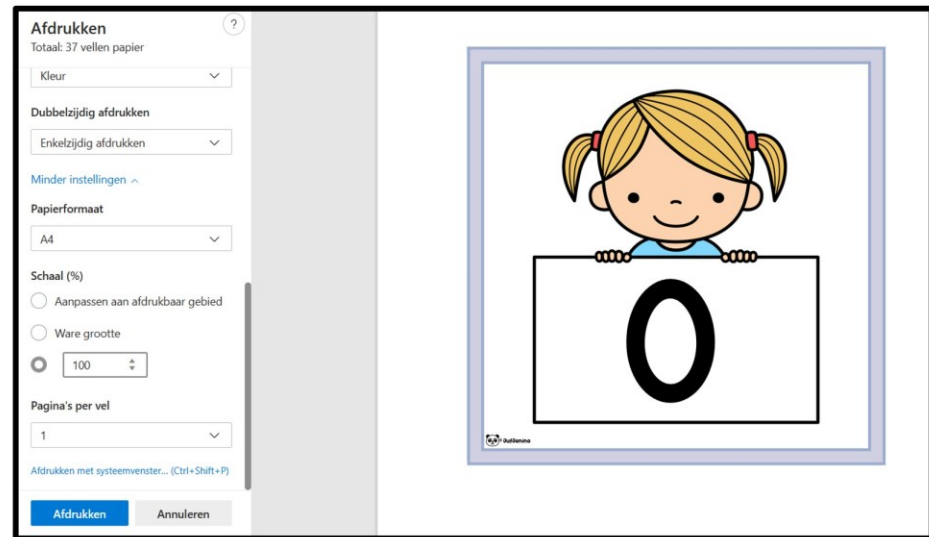 Afdrukken
?
Totaal: 37 vellen papier
Kleur
Dubbelzijdig afdrukken
Enkelzijdig afdrukken
Minder instellingen
Papierformaat
A4
Schaal (%)
Aanpassen aan afdrukbaar gebied
Ware grootte
100
Pagina's per vel
1
Afdrukken met systeemvenster... (Ctrl+Shift+P)
Afdrukken
Annuleren
0